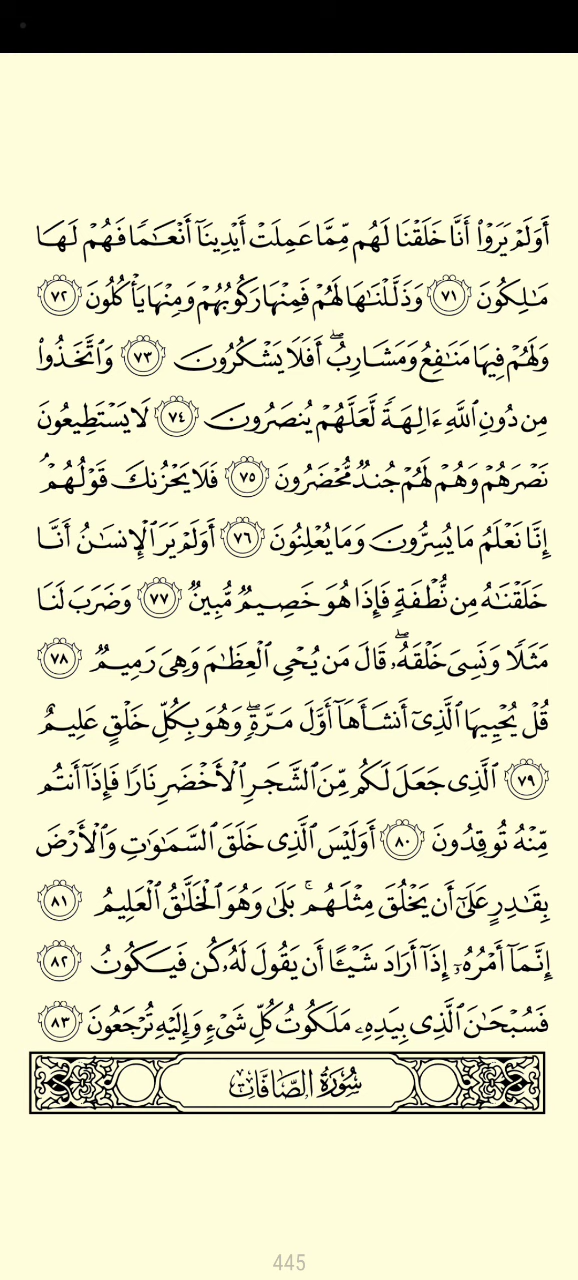 أَوَلَمْ يَرَوْا۟ أَنَّا خَلَقْنَا لَهُم مِّمَّا عَمِلَتْ أَيْدِينَآ أَنْعَـٰمًا فَهُمْ لَهَا
مَـٰلِكُونَ ٧١ وَذَلَّلْنَـٰهَا لَهُمْ فَمِنْهَا رَكُوبُهُمْ وَمِنْهَا يَأْكُلُونَ ٧٢
وَلَهُمْ فِيهَا مَنَـٰفِعُ وَمَشَارِبُ ۖ أَفَلَا يَشْكُرُونَ ٧٣ وَٱتَّخَذُوا۟
مِن دُونِ ٱللَّهِ ءَالِهَةً لَّعَلَّهُمْ يُنصَرُونَ ٧٤ لَا يَسْتَطِيعُونَ
نَصْرَهُمْ وَهُمْ لَهُمْ جُندٌ مُّحْضَرُونَ ٧٥ فَلَا يَحْزُنكَ قَوْلُهُمْ ۘ
إِنَّا نَعْلَمُ مَا يُسِرُّونَ وَمَا يُعْلِنُونَ ٧٦ أَوَلَمْ يَرَ ٱلْإِنسَـٰنُ أَنَّا
خَلَقْنَـٰهُ مِن نُّطْفَةٍ فَإِذَا هُوَ خَصِيمٌ مُّبِينٌ ٧٧ وَضَرَبَ لَنَا
مَثَلًا وَنَسِىَ خَلْقَهُۥ ۖ قَالَ مَن يُحْىِ ٱلْعِظَـٰمَ وَهِىَ رَمِيمٌ ٧٨
قُلْ يُحْيِيهَا ٱلَّذِىٓ أَنشَأَهَآ أَوَّلَ مَرَّةٍ ۖ وَهُوَ بِكُلِّ خَلْقٍ عَلِيمٌ
٧٩ ٱلَّذِى جَعَلَ لَكُم مِّنَ ٱلشَّجَرِ ٱلْأَخْضَرِ نَارًا فَإِذَآ أَنتُم
مِّنْهُ تُوقِدُونَ ٨٠ أَوَلَيْسَ ٱلَّذِى خَلَقَ ٱلسَّمَـٰوَٰتِ وَٱلْأَرْضَ
بِقَـٰدِرٍ عَلَىٰٓ أَن يَخْلُقَ مِثْلَهُم ۚ بَلَىٰ وَهُوَ ٱلْخَلَّـٰقُ ٱلْعَلِيمُ ٨١
إِنَّمَآ أَمْرُهُۥٓ إِذَآ أَرَادَ شَيْـًٔا أَن يَقُولَ لَهُۥ كُن فَيَكُونُ ٨٢
فَسُبْحَـٰنَ ٱلَّذِى بِيَدِهِۦ مَلَكُوتُ كُلِّ شَىْءٍ وَإِلَيْهِ تُرْجَعُونَ ٨٣
سُورَةُ الصَّافَّاتِ
445